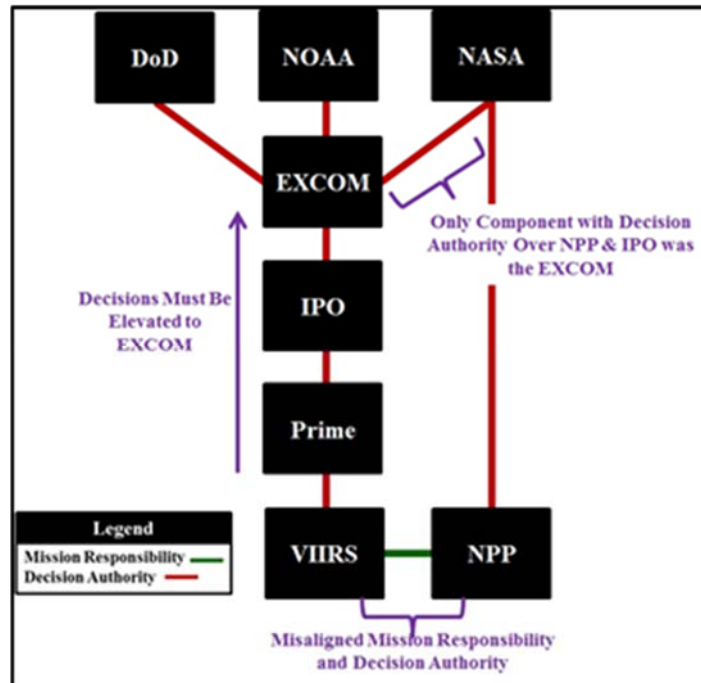 DoD
NOAA
NASA
EXCOM
Only Component with Decision
Authority Over NPP & IPO was
the EXCOM
Decisions Must Be
Elevated to
EXCOM
IPO
Prime
Legend
Mission Responsibility
Decision Authority
VIIRS
NPP
Misaligned Mission Responsibility
and Decision Authority